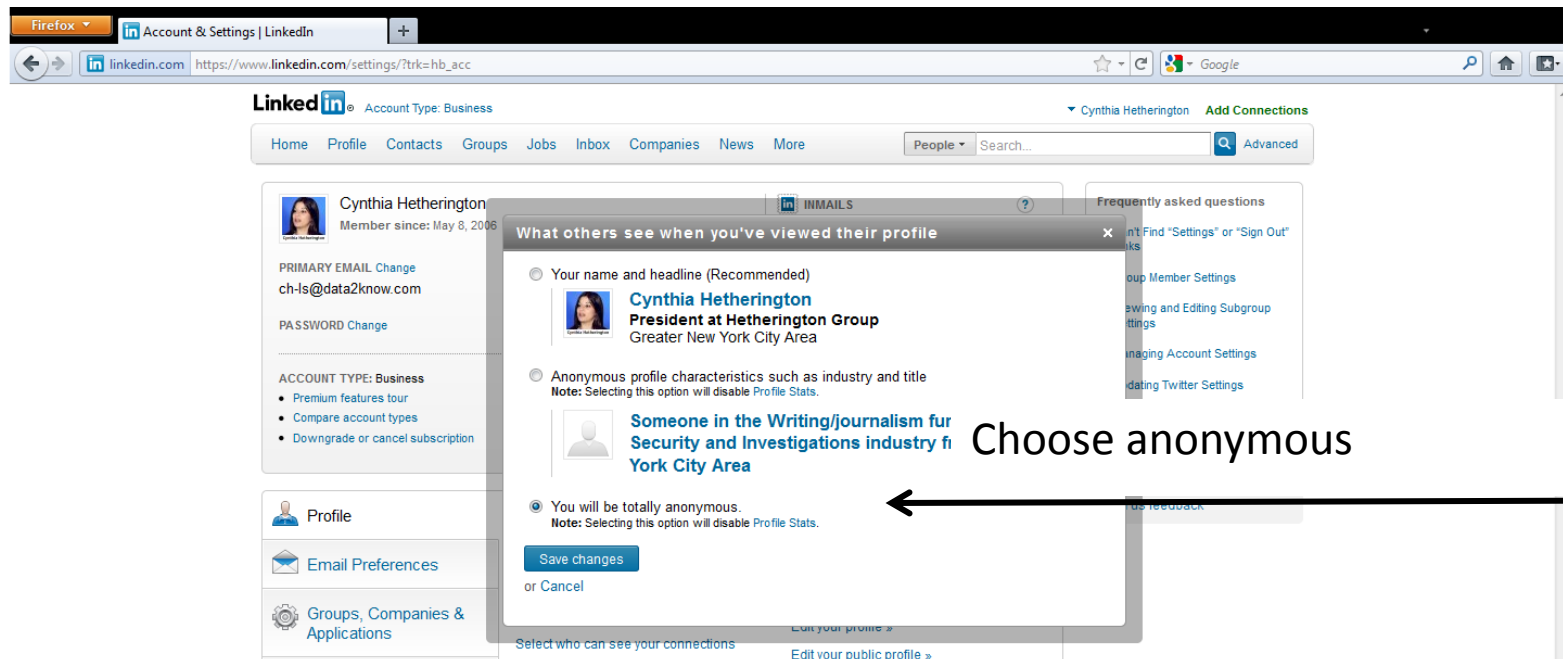 Firefox
Account & Settings | LinkedIn
+
linkedin.com https://www.linkedin.com/settings/?trk=hb_acc
Google
Linked in® Account Type: Business
Cynthia Hetherington Add Connections
Home Profile Contacts Groups Jobs Inbox Companies News More
People Search... Advanced
Cynthia Hetherington
Member since: May 8, 2006
PRIMARY EMAIL Change
ch-ls@data2know.com
PASSWORD Change
ACCOUNT TYPE: Business
• Premium features tour
• Compare account types
• Downgrade or cancel subscription
Profile
Email Preferences
Groups, Companies &
Applications
in INMAILS ?
What others see when you've viewed their profile ×
Your name and headline (Recommended)
Cynthia Hetherington
President at Hetherington Group
Greater New York City Area
Anonymous profile characteristics such as industry and title
Note: Selecting this option will disable Profile Stats.
Someone in the Writing/journalism
Security and Investigations industry
York City Area
You will be totally anonymous.
Note: Selecting this option will disable Profile Stats.
Save changes
or Cancel
Select who can see your connections
Edit your profile »
Edit your public profile »
Frequently asked questions
Find "Settings" or "Sign Out"
Member Settings
and Editing Subgroup
Account Settings
Twitter Settings
Choose anonymous
us feedback